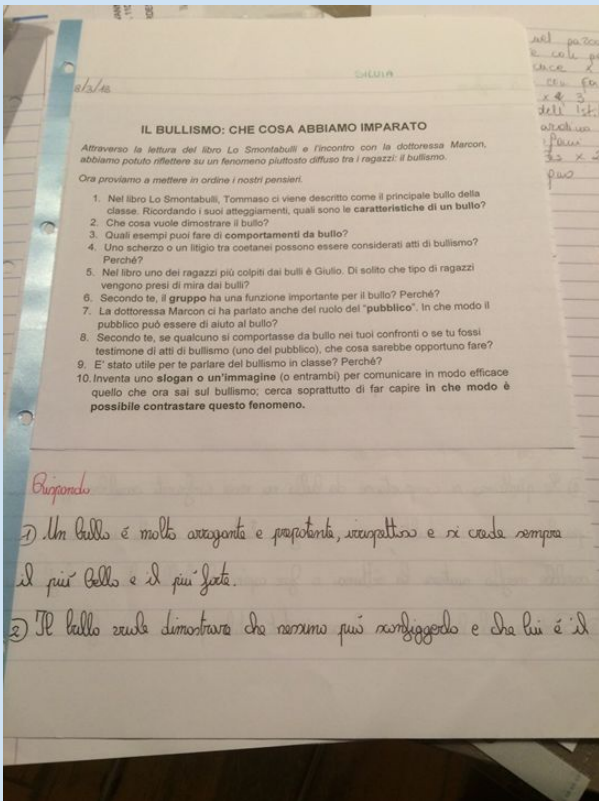 SILVIA
8/3/18
IL BULLISMO: CHE COSA ABBIAMO IMPARATO
Attraverso la lettura del libro Lo Smontabulli e l'incontro con la dottoressa Marcon,
abbiamo potuto riflettere su un fenomeno piuttosto diffuso tra i ragazzi: il bullismo.
Ora proviamo a mettere in ordine i nostri pensieri.
1. Nel libro Lo Smontabulli, Tommaso ci viene descritto come il principale bullo della
classe. Ricordando i suoi atteggiamenti, quali sono le caratteristiche di un bullo?
2. Che cosa vuole dimostrare il bullo?
3. Quali esempi puoi fare di comportamenti da bullo?
4. Uno scherzo o un litigio tra coetanei possono essere considerati atti di bullismo?
Perché?
5. Nel libro uno dei ragazzi più colpiti dai bulli è Giulio. Di solito che tipo di ragazzi
vengono presi di mira dai bulli?
6. Secondo te, il gruppo ha una funzione importante per il bullo? Perché?
7. La dottoressa Marcon ci ha parlato anche del ruolo del "pubblico". In che modo il
pubblico può essere di aiuto al bullo?
8. Secondo te, se qualcuno si comportasse da bullo nei tuoi confronti o se tu fossi
testimone di atti di bullismo (uno del pubblico), che cosa sarebbe opportuno fare?
9. E' stato utile per te parlare del bullismo in classe? Perché?
10. Inventa uno slogan o un'immagine (o entrambi) per comunicare in modo efficace
quello che ora sai sul bullismo; cerca soprattutto di far capire in che modo è
possibile contrastare questo fenomeno.
Rispondo
1) Un bullo é molto arrogante e prepotente, irrispettoso e si crede sempre
il piú bello e il piú forte.
2) Il bullo vuole dimostrare che nessuno puó sconfiggerlo e che lui é il